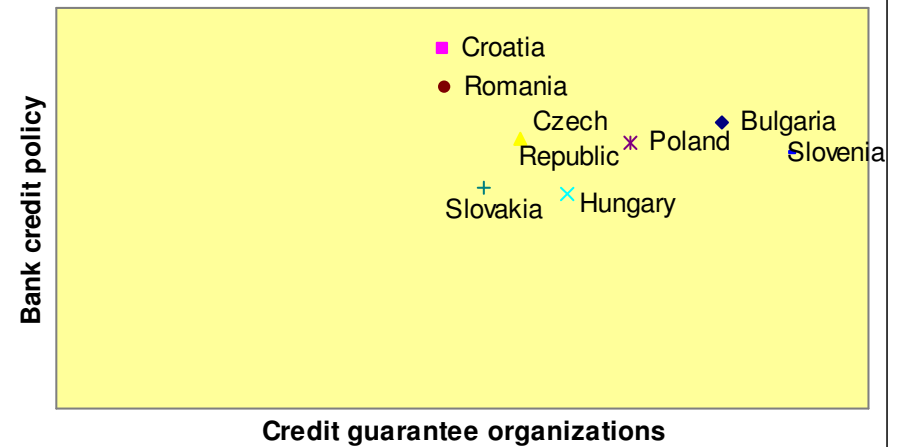 Croatia
Romania
Czech
Republic
Poland
Bulgaria
Slovenia
Slovakia
Hungary
Bank credit policy
Credit guarantee organizations